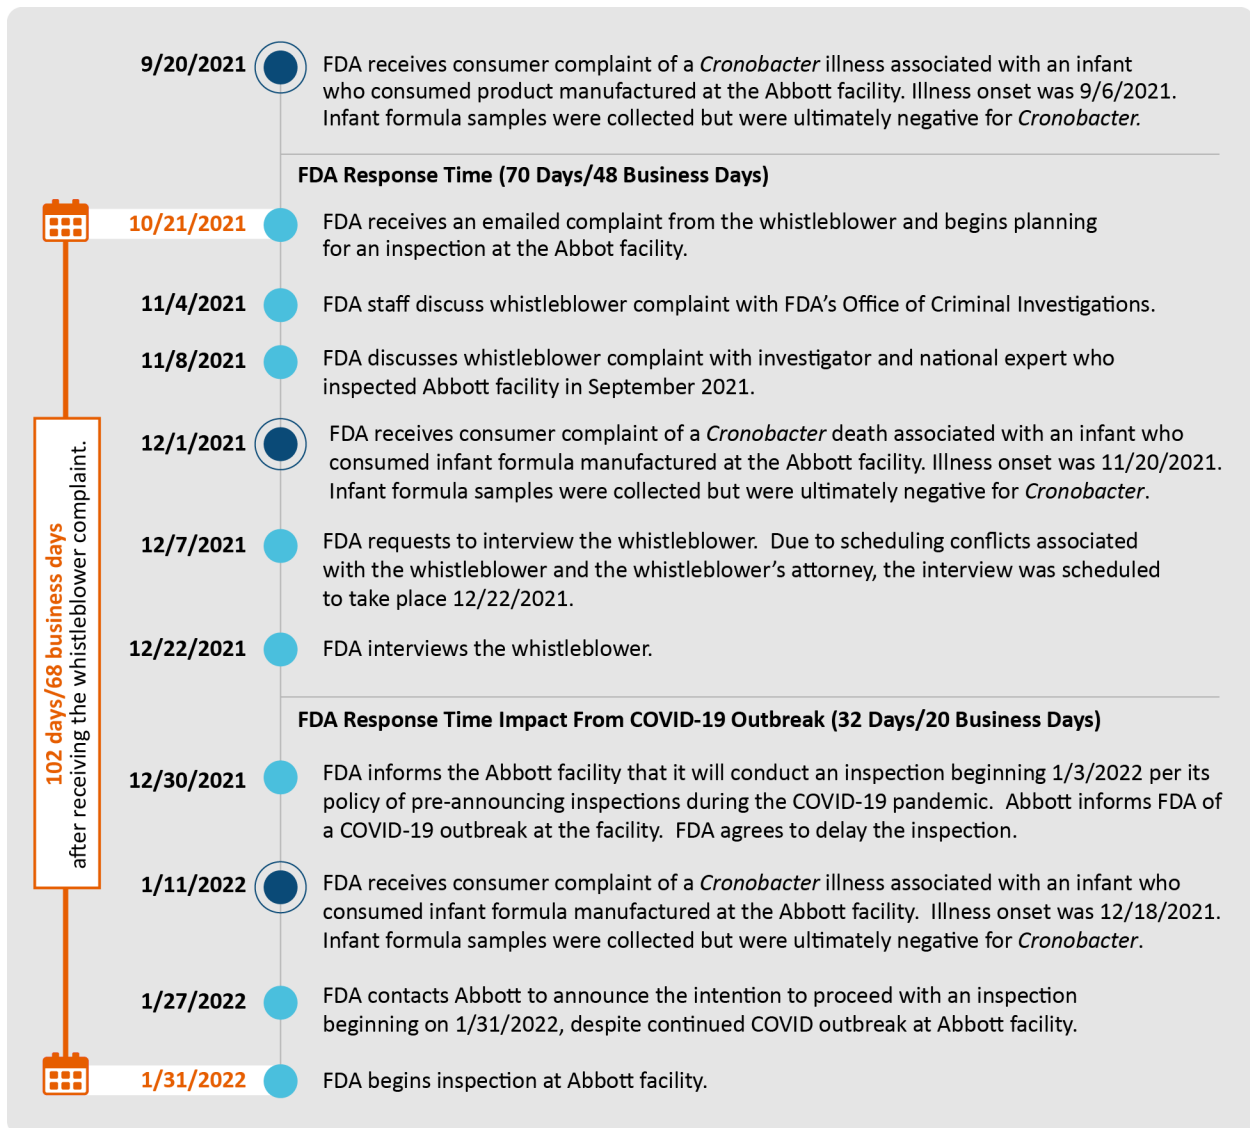 9/20/2021
FDA receives consumer complaint of a Cronobacter illness associated with an infant
who consumed product manufactured at the Abbott facility. Illness onset was 9/6/2021.
Infant formula samples were collected but were ultimately negative for Cronobacter.
FDA Response Time (70 Days/48 Business Days)
10/21/2021
FDA receives an emailed complaint from the whistleblower and begins planning
for an inspection at the Abbot facility.
11/4/2021
FDA staff discuss whistleblower complaint with FDA’s Office of Criminal Investigations.
11/8/2021
FDA discusses whistleblower complaint with investigator and national expert who
inspected Abbott facility in September 2021.
12/1/2021
FDA receives consumer complaint of a Cronobacter death associated with an infant who
consumed infant formula manufactured at the Abbott facility. Illness onset was 11/20/2021.
Infant formula samples were collected but were ultimately negative for Cronobacter.
12/7/2021
FDA requests to interview the whistleblower.  Due to scheduling conflicts associated
with the whistleblower and the whistleblower’s attorney, the interview was scheduled
to take place 12/22/2021.
12/22/2021
FDA interviews the whistleblower.
102 days/68 business days
after receiving the whistleblower complaint.
FDA Response Time Impact From COVID-19 Outbreak (32 Days/20 Business Days)
12/30/2021
FDA informs the Abbott facility that it will conduct an inspection beginning 1/3/2022 per its
policy of pre-announcing inspections during the COVID-19 pandemic.  Abbott informs FDA of
a COVID-19 outbreak at the facility.  FDA agrees to delay the inspection.
1/11/2022
FDA receives consumer complaint of a Cronobacter illness associated with an infant who
consumed infant formula manufactured at the Abbott facility.  Illness onset was 12/18/2021.
Infant formula samples were collected but were ultimately negative for Cronobacter.
1/27/2022
FDA contacts Abbott to announce the intention to proceed with an inspection
beginning on 1/31/2022, despite continued COVID outbreak at Abbott facility.
1/31/2022
FDA begins inspection at Abbott facility.